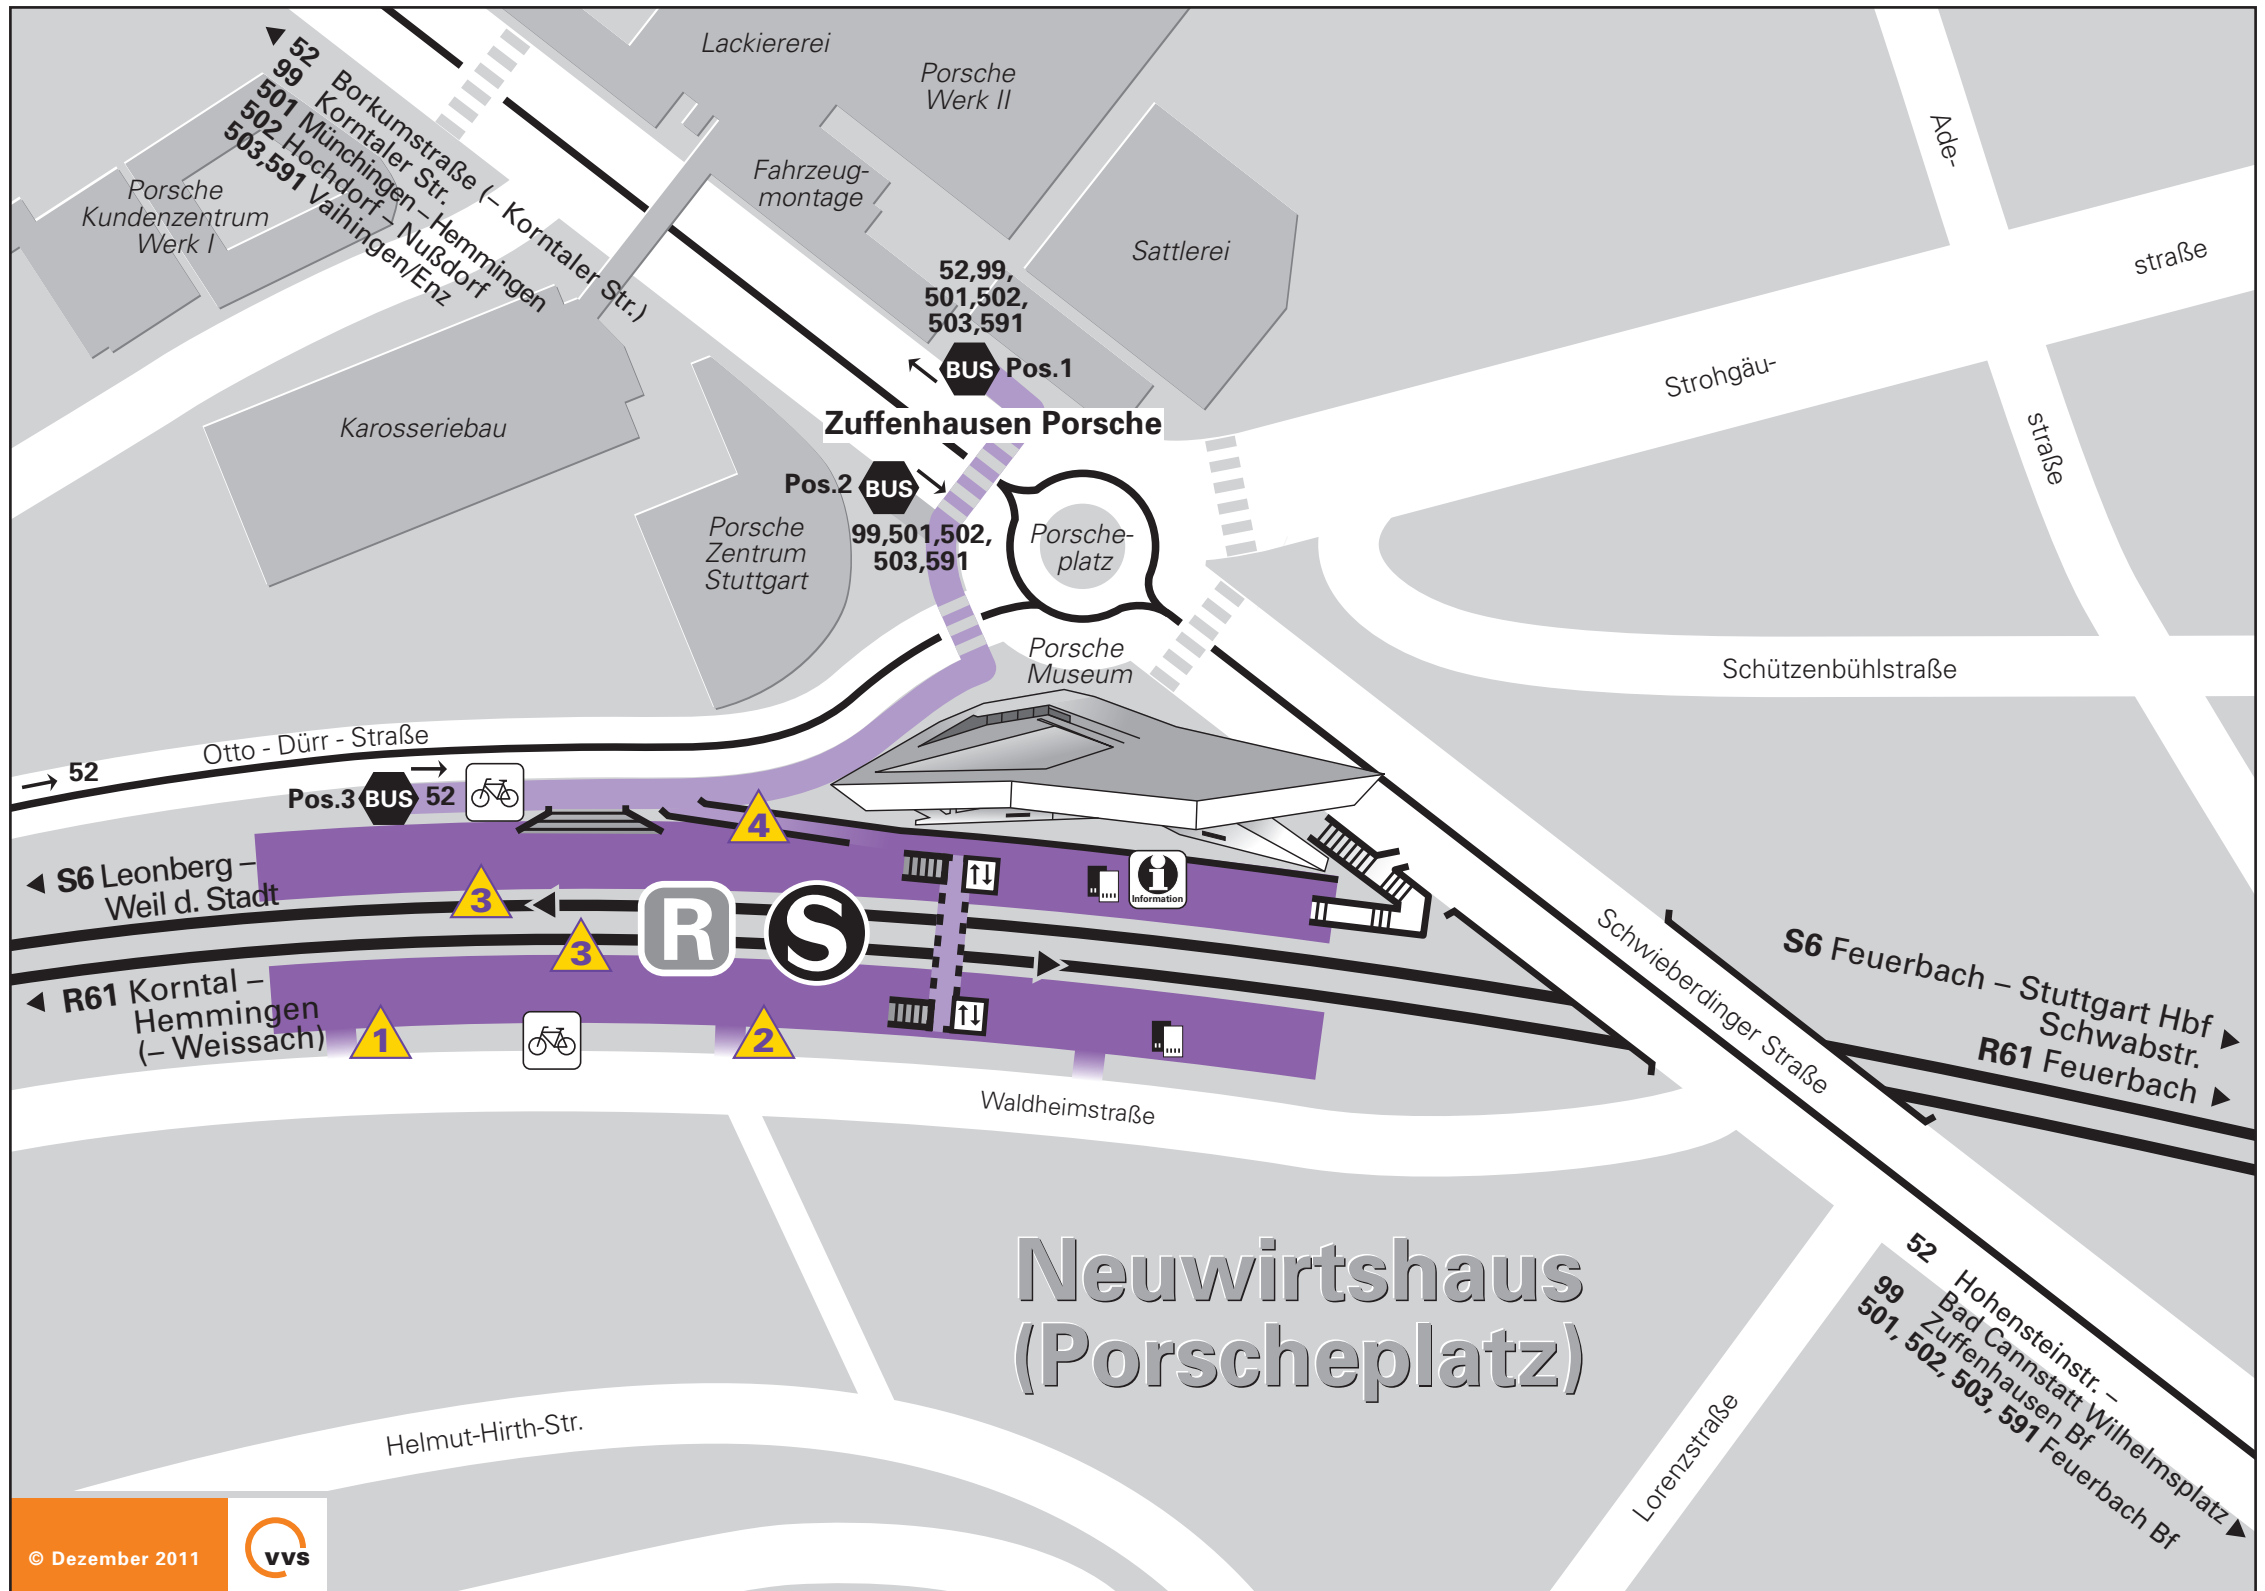 52 Borkumstraße (– Korntaler Str.)
99 Korntaler Str.
501 Münchingen – Hemmingen
502 Hochdorf – Nußdorf
503,591 Vaihingen/Enz
Lackiererei
Porsche
Werk II
Ade-
straße
Porsche
Kundenzentrum
Werk I
Fahrzeug-
montage
Sattlerei
straße
Strohgäu-
52,99,
501,502,
503,591
BUS Pos.1
Karosseriebau
Zuffenhausen Porsche
Pos.2 BUS
99,501,502,
503,591
Porsche
Zentrum
Stuttgart
Porsche-
platz
Porsche
Museum
Schützenbühlstraße
Otto - Dürr - Straße
52
Pos.3 BUS 52
4
S6 Leonberg –
Weil d. Stadt
3
R
S
i
Information
3
R61 Korntal –
Hemmingen
(– Weissach)
1
2
Waldheimstraße
Schwieberdinger Straße
S6 Feuerbach – Stuttgart Hbf
Schwabstr.
R61 Feuerbach
Neuwirtshaus
(Porscheplatz)
52 Hohensteinstr. –
Bad Cannstatt Wilhelmsplatz
99 Zuffenhausen Bf
501, 502, 503, 591 Feuerbach Bf
Lorenzstraße
Helmut-Hirth-Str.
© Dezember 2011
vvs